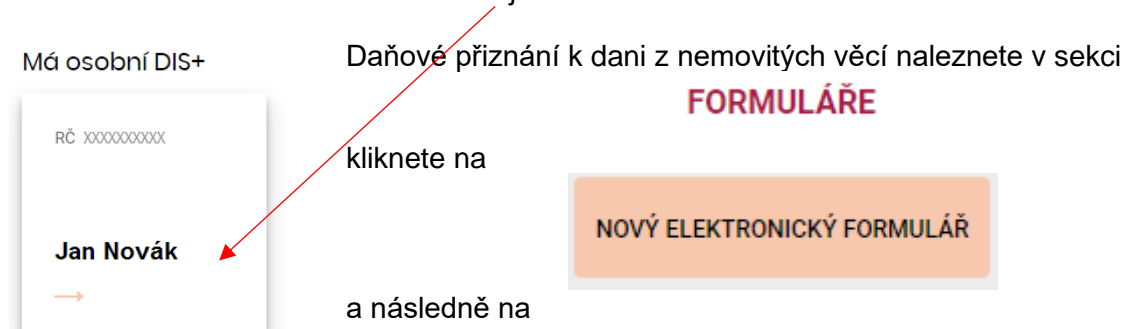 Má osobní DIS+
RČ XXXXXXXXXX
Jan Novák
Daňové přiznání k dani z nemovitých věcí naleznete v sekci
FORMULÁŘE
kliknete na
NOVÝ ELEKTRONICKÝ FORMULÁŘ
a následně na